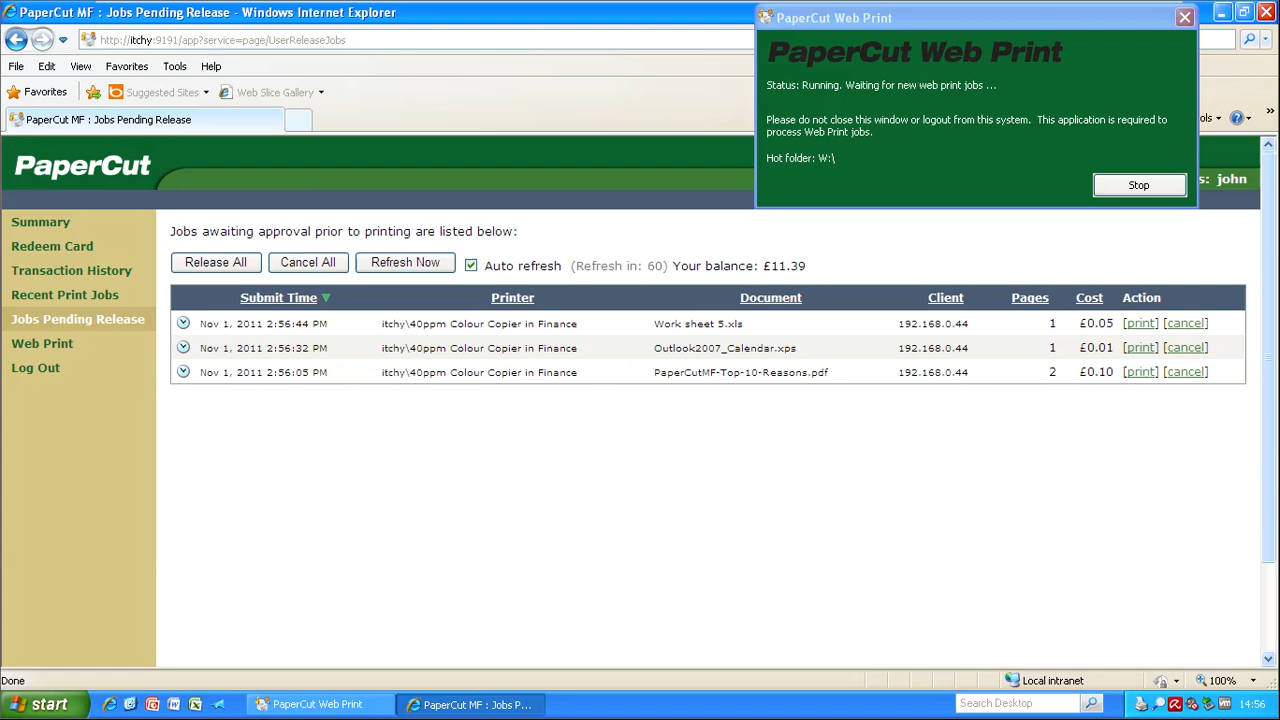 PaperCut MF : Jobs Pending Release - Windows Internet Explorer
http://itchy:9191/app?service=page/UserReleaseJobs
File Edit View Favorites Tools Help
Favorites Suggested Sites Web Slice Gallery
PaperCut MF : Jobs Pending Release
PaperCut Web Print
PaperCut Web Print
Status: Running. Waiting for new web print jobs ...
Please do not close this window or logout from this system. This application is required to
process Web Print jobs.
Hot folder: W:\
Stop
PaperCut
john
Summary
Redeem Card
Transaction History
Recent Print Jobs
Jobs Pending Release
Web Print
Log Out
Jobs awaiting approval prior to printing are listed below:
Release All Cancel All Refresh Now Auto refresh (Refresh in: 60) Your balance: £11.39
Submit Time Printer Document Client Pages Cost Action
Nov 1, 2011 2:56:44 PM itchy\40ppm Colour Copier in Finance Work sheet 5.xls 192.168.0.44 1 £0.05 [print] [cancel]
Nov 1, 2011 2:56:32 PM itchy\40ppm Colour Copier in Finance Outlook2007_Calendar.xps 192.168.0.44 1 £0.01 [print] [cancel]
Nov 1, 2011 2:56:05 PM itchy\40ppm Colour Copier in Finance PaperCutMF-Top-10-Reasons.pdf 192.168.0.44 2 £0.10 [print] [cancel]
Done Local intranet 100%
start PaperCut Web Print PaperCut MF : Jobs P... Search Desktop 14:56